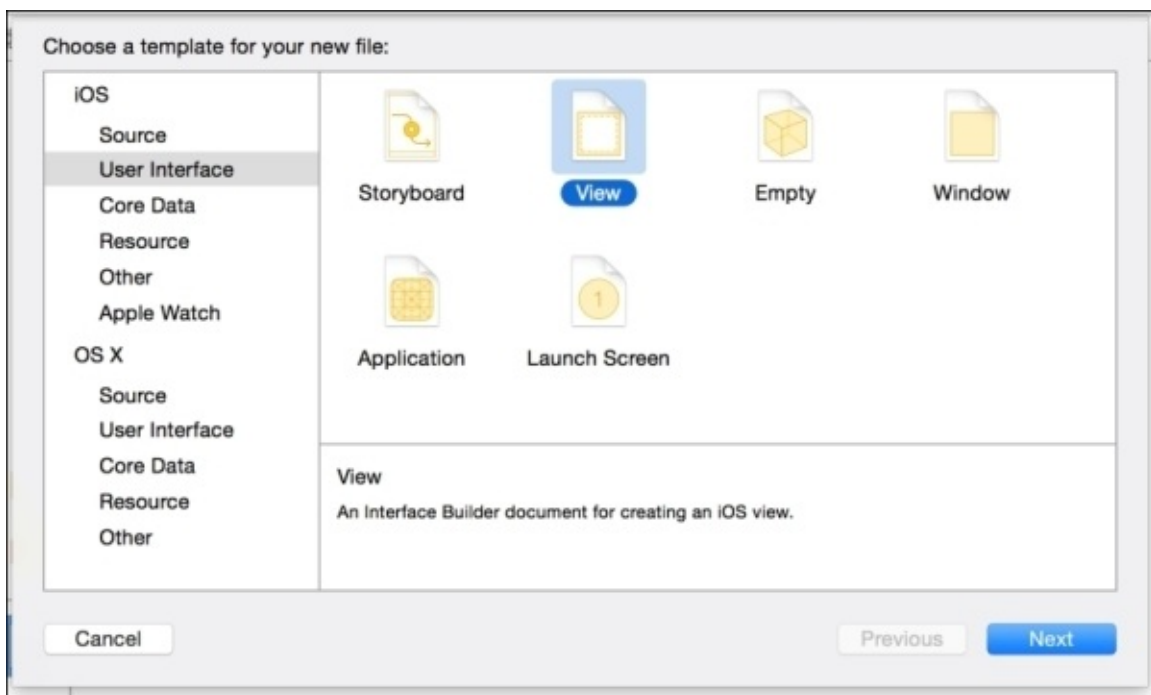 Choose a template for your new file:
iOS
Source
User Interface
Core Data
Resource
Other
Apple Watch
OS X
Source
User Interface
Core Data
Resource
Other
Storyboard
View
Empty
Window
Application
1
Launch Screen
View
An Interface Builder document for creating an iOS view.
Cancel
Previous
Next